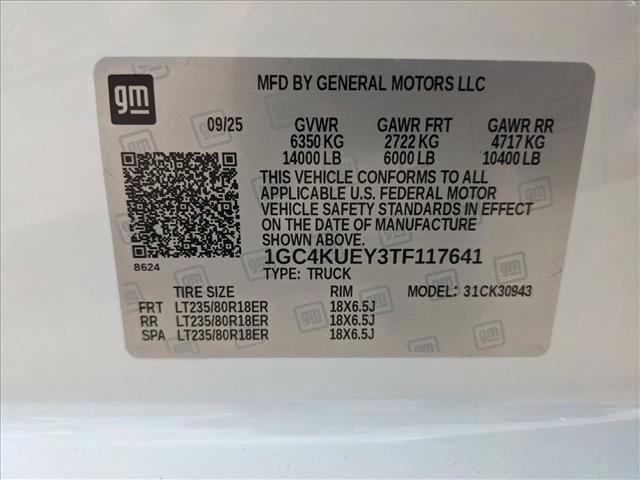 gm
MFD BY GENERAL MOTORS LLC
09/25 GVWR GAWR FRT GAWR RR
6350 KG 2722 KG 4717 KG
14000 LB 6000 LB 10400 LB
THIS VEHICLE CONFORMS TO ALL
APPLICABLE U.S. FEDERAL MOTOR
VEHICLE SAFETY STANDARDS IN EFFECT
ON THE DATE OF MANUFACTURE
SHOWN ABOVE.
8624
1GC4KUEY3TF117641
TYPE: TRUCK
TIRE SIZE RIM MODEL: 31CK30943
FRT LT235/80R18ER 18X6.5J
RR LT235/80R18ER 18X6.5J
SPA LT235/80R18ER 18X6.5J